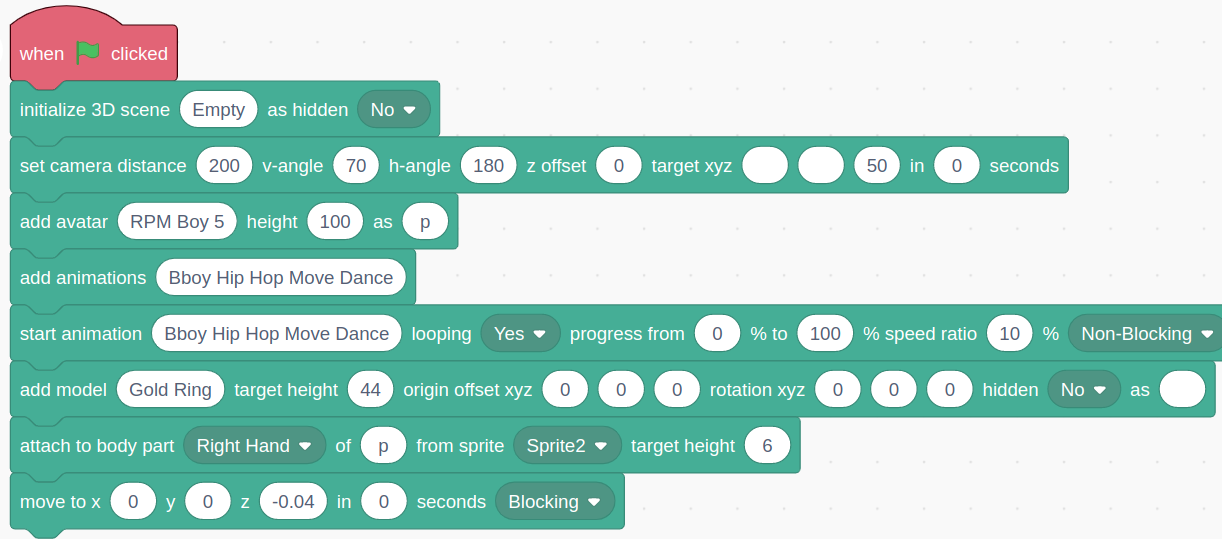 when clicked
initialize 3D scene Empty as hidden No
set camera distance 200 v-angle 70 h-angle 180 z offset 0 target xyz 50 in 0 seconds
add avatar RPM Boy 5 height 100 as p
add animations Bboy Hip Hop Move Dance
start animation Bboy Hip Hop Move Dance looping Yes progress from 0 % to 100 % speed ratio 10 % Non-Blocking
add model Gold Ring target height 44 origin offset xyz 0 0 0 rotation xyz 0 0 0 hidden No as
attach to body part Right Hand of p from sprite Sprite2 target height 6
move to x 0 y 0 z -0.04 in 0 seconds Blocking